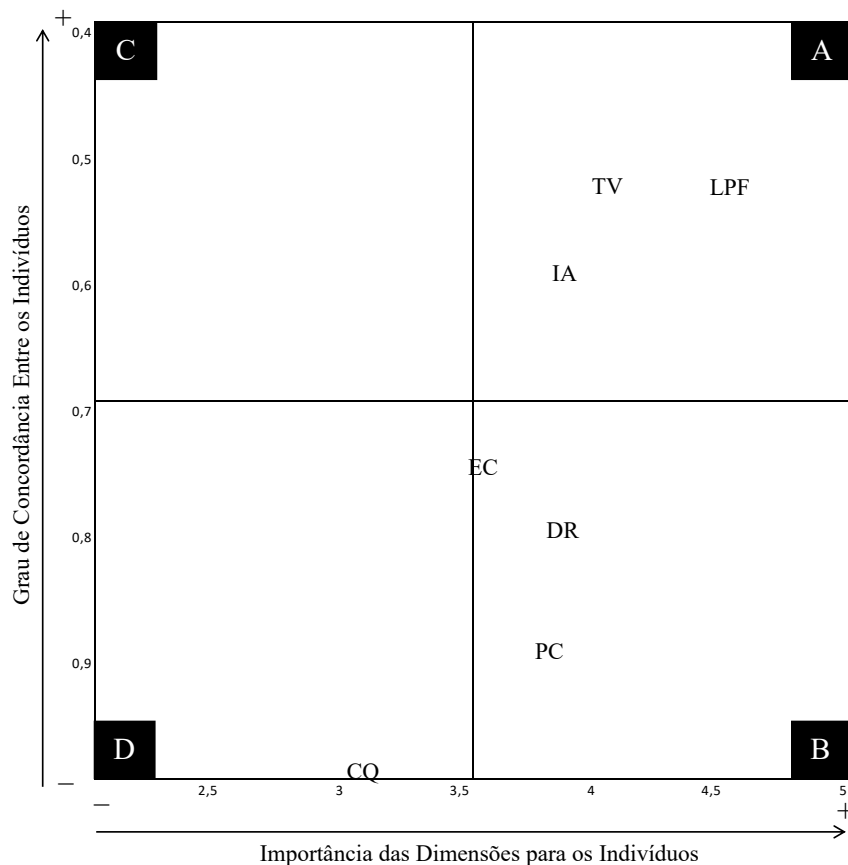 +
0,4
C
A
0,5
TV
LPF
IA
0,6
Grau de Concordância Entre os Indivíduos
0,7
EC
DR
0,8
PC
0,9
D
B
CQ
—
2,5
3
3,5
4
4,5
5
—
+
Importância das Dimensões para os Indivíduos